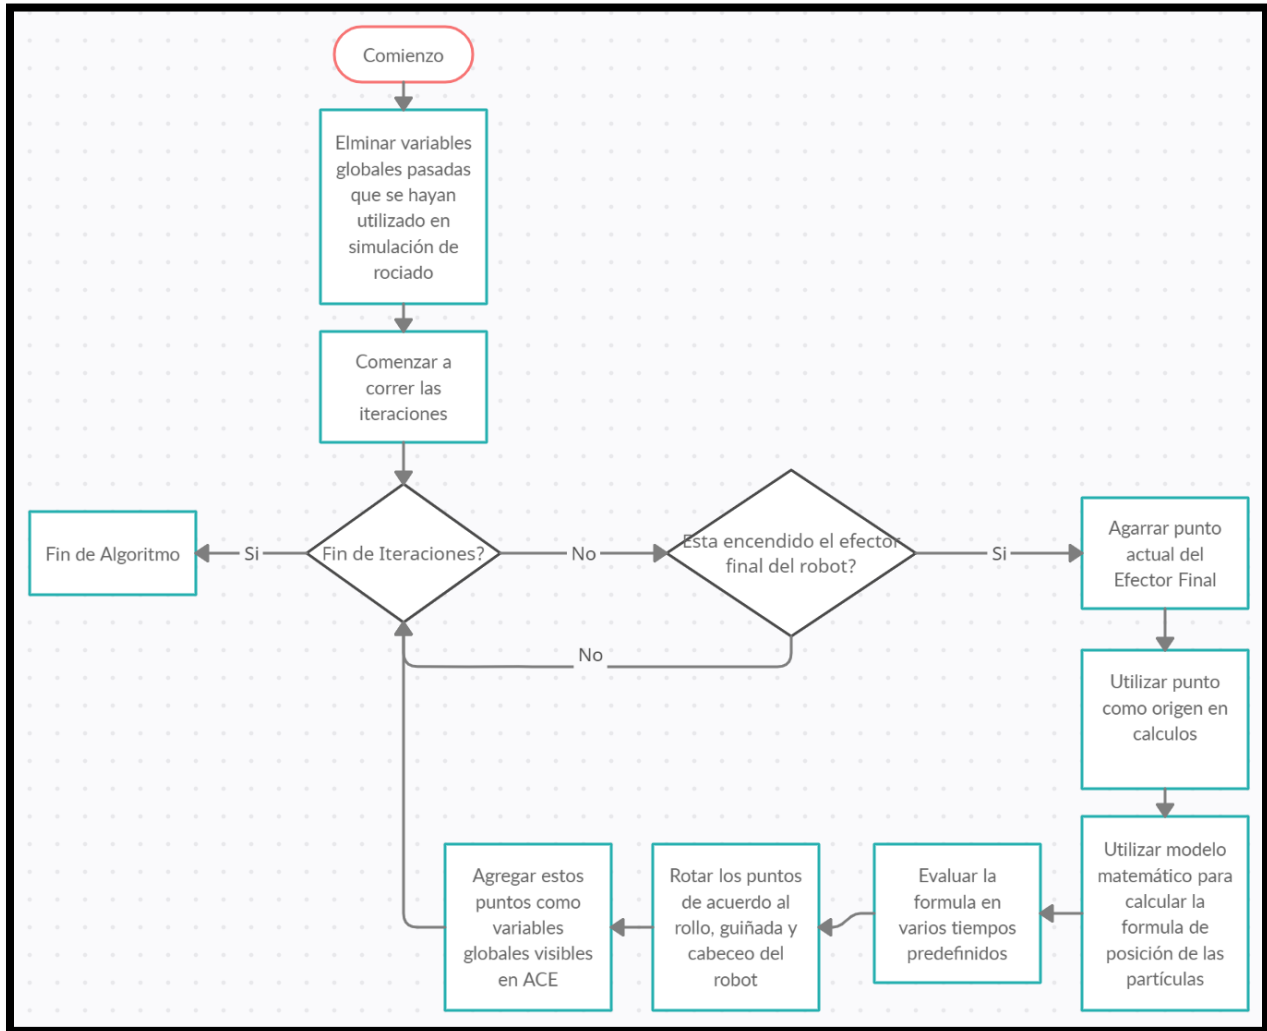 Comienzo
Elminar variables
globales pasadas
que se hayan
utilizado en
simulación de
rociado
Comenzar a
correr las
iteraciones
Fin de Iteraciones?
Si
Fin de Algoritmo
No
Esta encendido el efector
final del robot?
No
Si
Agarrar punto
actual del
Efector Final
Utilizar punto
como origen en
calculos
Utilizar modelo
matemático para
calcular la
formula de
posición de las
partículas
Evaluar la
formula en
varios tiempos
predefinidos
Rotar los puntos
de acuerdo al
rollo, guiñada y
cabeceo del
robot
Agregar estos
puntos como
variables
globales visibles
en ACE